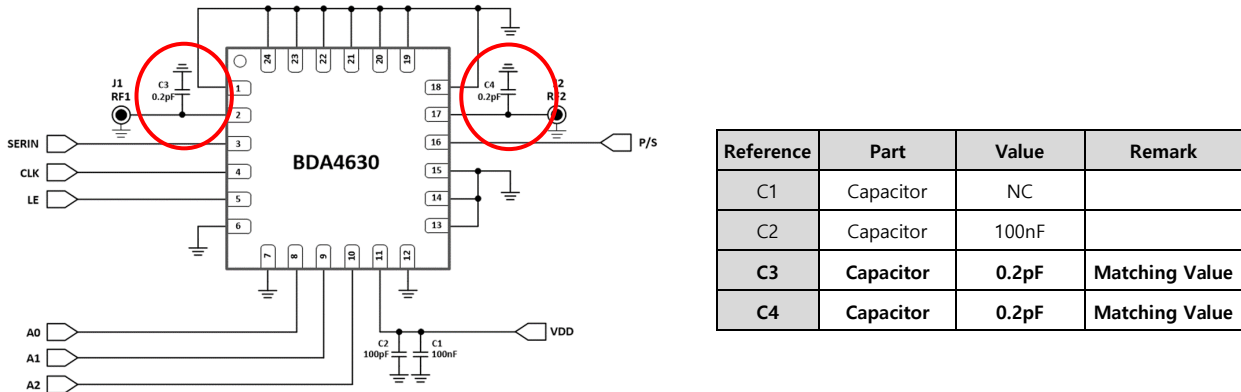 24 23 22 21 20 19
J1
RF1
C3
0.2pF
1
18
C4
0.2pF
2
RF2
2
17
SERIN
3
16
P/S
CLK
4
BDA4630
15
LE
5
14
6
13
7 8 9 10 11 12
A0
A1
A2
C2
100pF
C1
100nF
VDD
Reference Part Value Remark
C1 Capacitor NC
C2 Capacitor 100nF
C3 Capacitor 0.2pF Matching Value
C4 Capacitor 0.2pF Matching Value